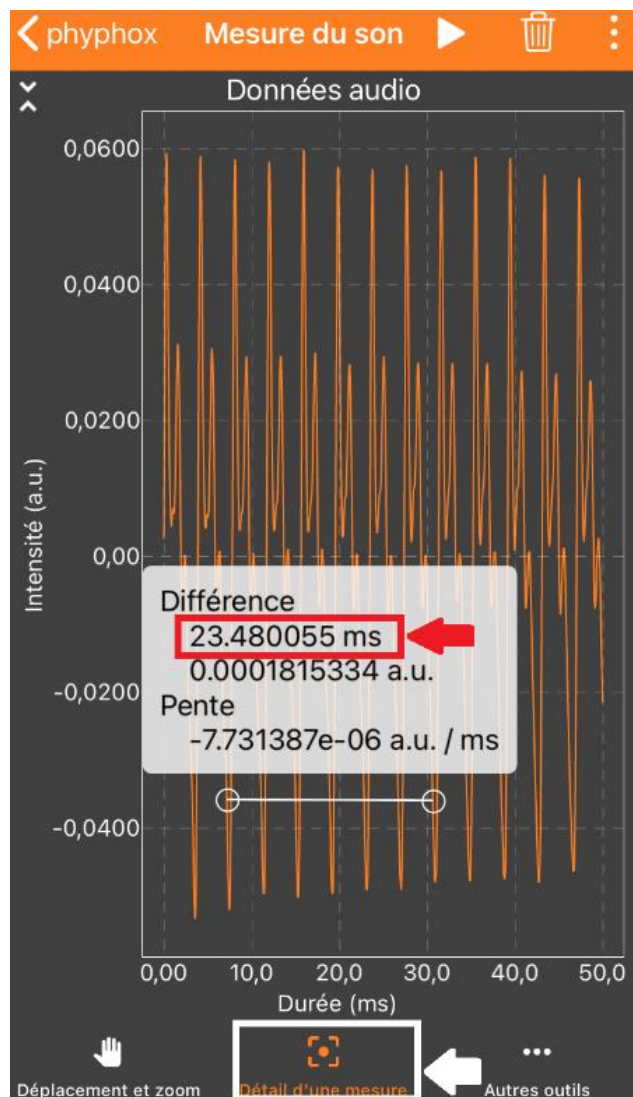 phyphox Mesure du son
Données audio
0,0600
0,0400
0,0200
Intensité (a.u.)
0,00
Différence
23.480055 ms
0.0001815334 a.u.
-0,0200
Pente
-7.731387e-06 a.u. / ms
-0,0400
0,00 10,0 20,0 30,0 40,0 50,0
Durée (ms)
Déplacement et zoom Détail d'une mesure Autres outils